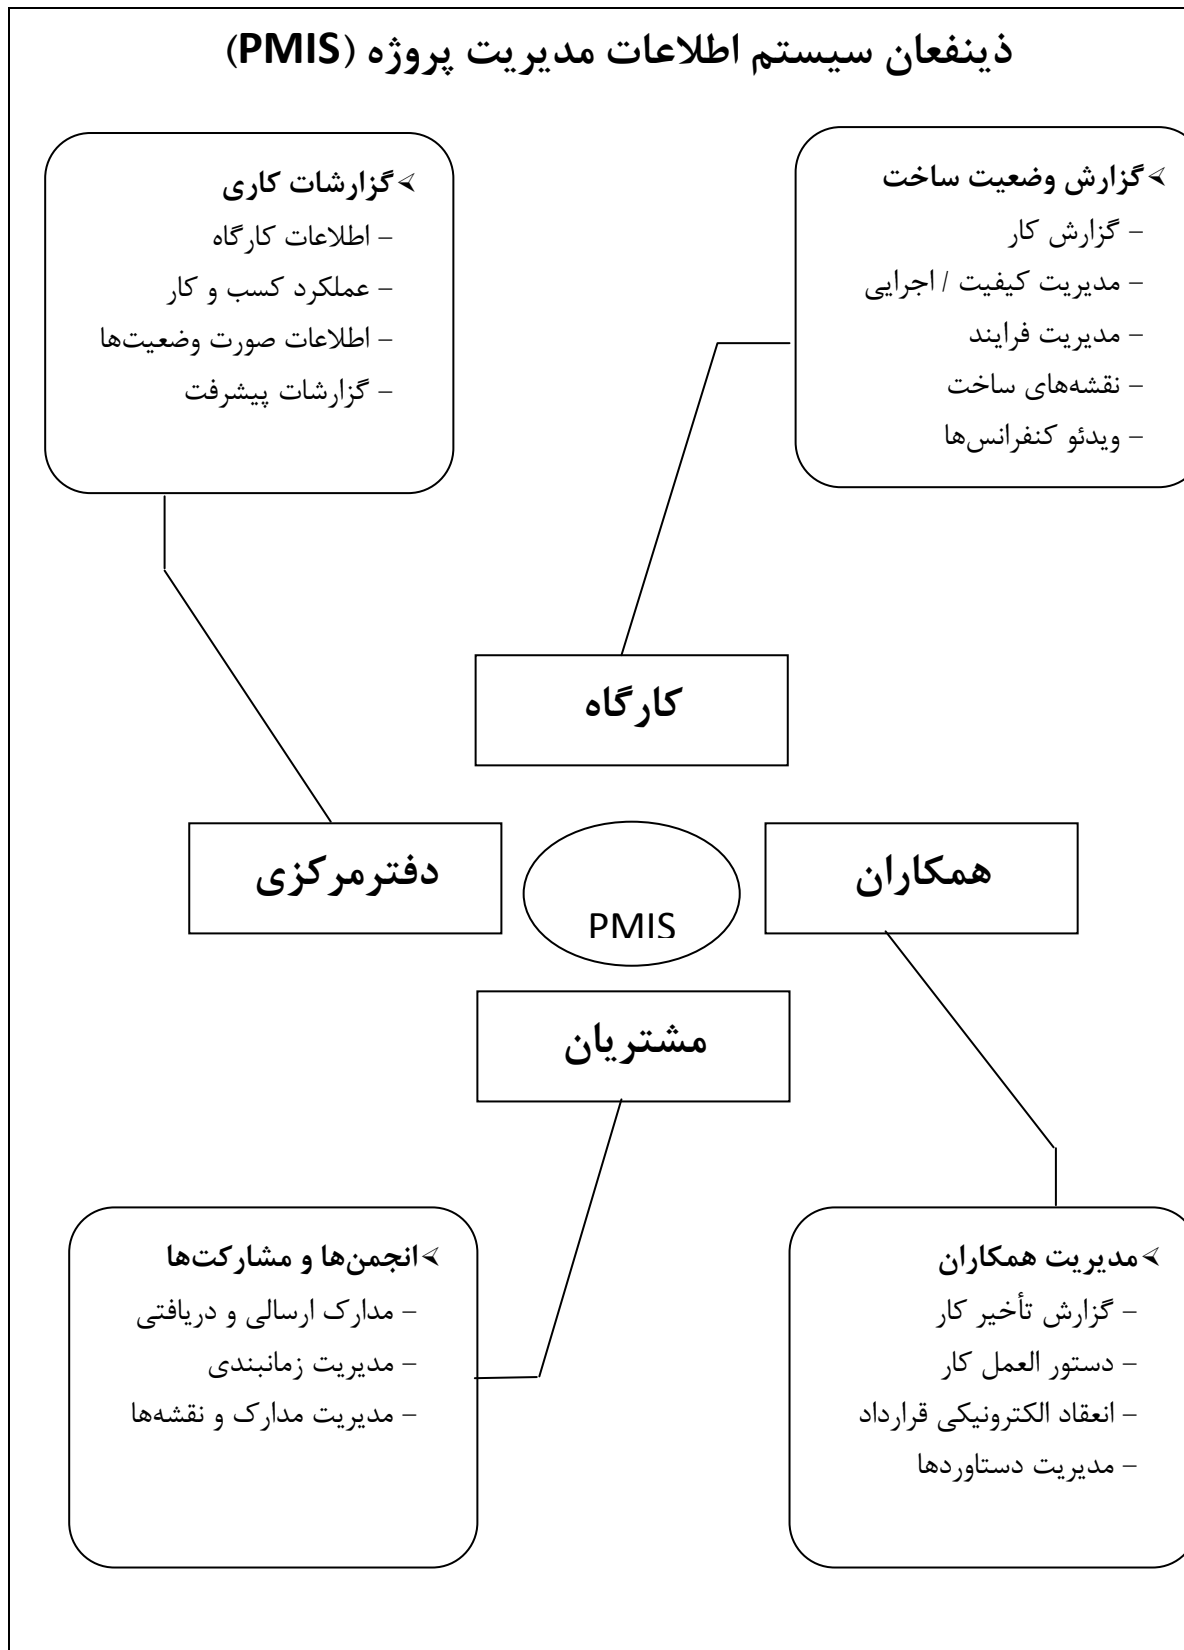 ذینفعان سیستم اطلاعات مدیریت پروژه (PMIS)
➢ گزارش وضعیت ساخت
– گزارش کار
– مدیریت کیفیت / اجرایی
– مدیریت فرایند
– نقشه‌های ساخت
– ویدئو کنفرانس‌ها
➢ گزارشات کاری
– اطلاعات کارگاه
– عملکرد کسب و کار
– اطلاعات صورت وضعیت‌ها
– گزارشات پیشرفت
کارگاه
همکاران
PMIS
دفترمرکزی
مشتریان
➢ مدیریت همکاران
– گزارش تأخیر کار
– دستور العمل کار
– انعقاد الکترونیکی قرارداد
– مدیریت دستاوردها
➢ انجمن‌ها و مشارکت‌ها
– مدارک ارسالی و دریافتی
– مدیریت زمانبندی
– مدیریت مدارک و نقشه‌ها